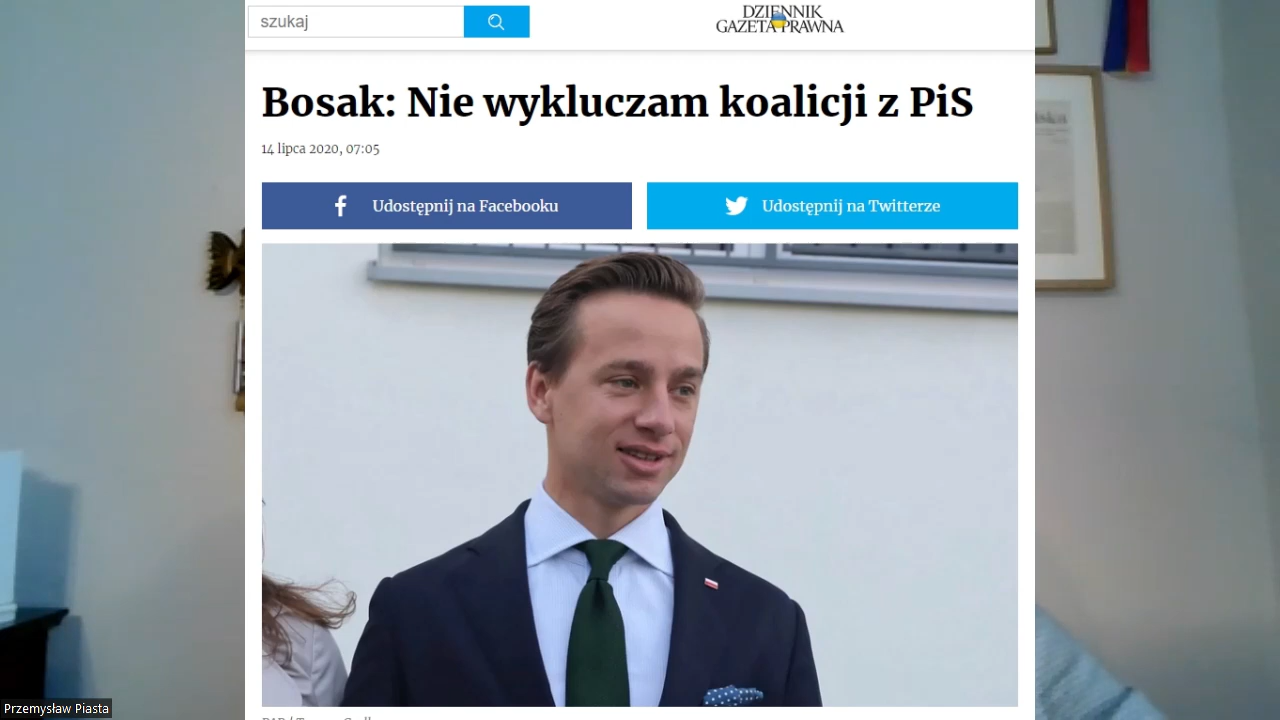 szukaj
DZIENNIK
GAZETA PRAWNA
Bosak: Nie wykluczam koalicji z PiS
14 lipca 2020, 07:05
Udostępnij na Facebooku
Udostępnij na Twitterze
Przemysław Piasta